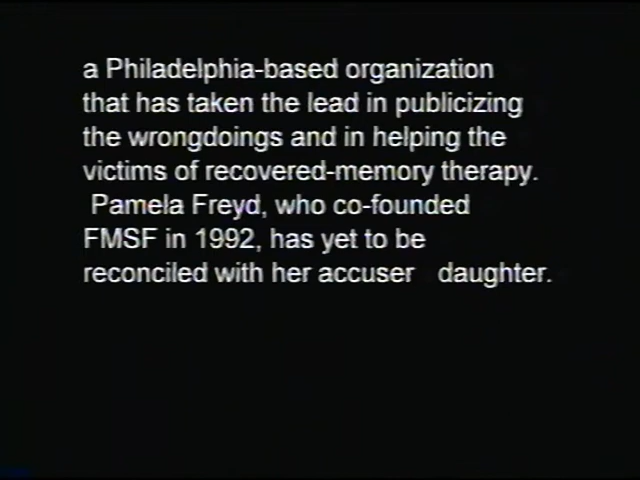 a Philadelphia-based organization
that has taken the lead in publicizing
the wrongdoings and in helping the
victims of recovered-memory therapy.
Pamela Freyd, who co-founded
FMSF in 1992, has yet to be
reconciled with her accuser daughter.